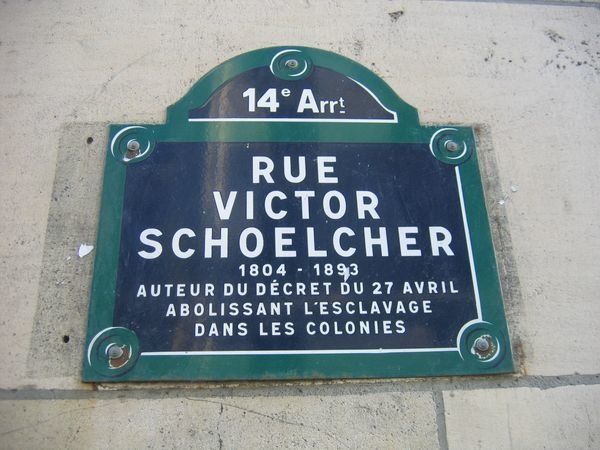 14e Arrt
RUE
VICTOR
SCHOELCHER
1804 - 1893
AUTEUR DU DÉCRET DU 27 AVRIL
ABOLISSANT L'ESCLAVAGE
DANS LES COLONIES